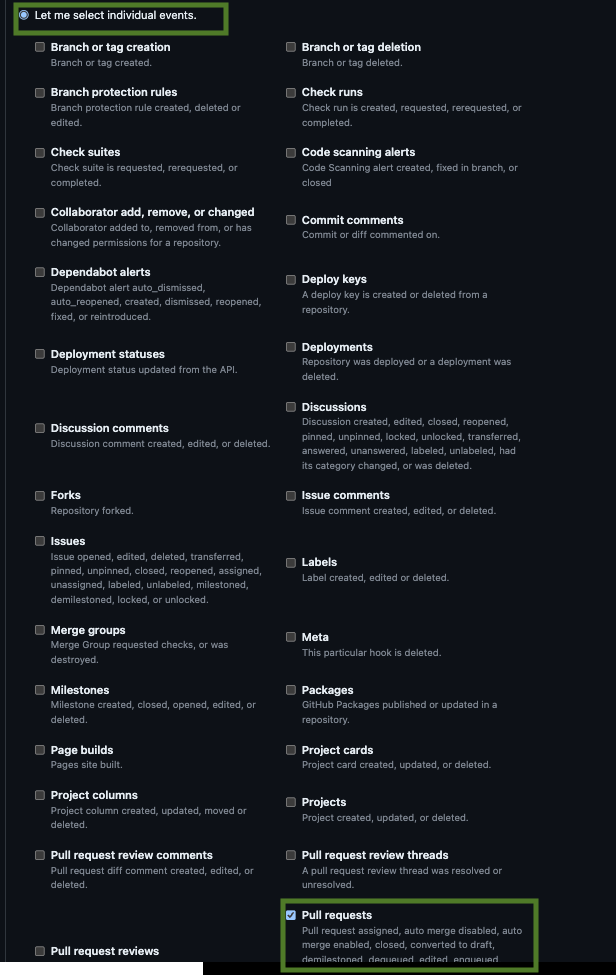 Let me select individual events.
Branch or tag creation
Branch or tag created.
Branch or tag deletion
Branch or tag deleted.
Branch protection rules
Branch protection rule created, deleted or
edited.
Check runs
Check run is created, requested, rerequested, or
completed.
Check suites
Check suite is requested, rerequested, or
completed.
Code scanning alerts
Code Scanning alert created, fixed in branch, or
closed
Collaborator add, remove, or changed
Collaborator added to, removed from, or has
changed permissions for a repository.
Commit comments
Commit or diff commented on.
Dependabot alerts
Dependabot alert auto_dismissed,
auto_reopened, created, dismissed, reopened,
fixed, or reintroduced.
Deploy keys
A deploy key is created or deleted from a
repository.
Deployment statuses
Deployment status updated from the API.
Deployments
Repository was deployed or a deployment was
deleted.
Discussion comments
Discussion comment created, edited, or deleted.
Discussions
Discussion created, edited, closed, reopened,
pinned, unpinned, locked, unlocked, transferred,
answered, unanswered, labeled, unlabeled, had
its category changed, or was deleted.
Forks
Repository forked.
Issue comments
Issue comment created, edited, or deleted.
Issues
Issue opened, edited, deleted, transferred,
pinned, unpinned, closed, reopened, assigned,
unassigned, labeled, unlabeled, milestoned,
demilestoned, locked, or unlocked.
Labels
Label created, edited or deleted.
Merge groups
Merge Group requested checks, or was
destroyed.
Meta
This particular hook is deleted.
Milestones
Milestone created, closed, opened, edited, or
deleted.
Packages
GitHub Packages published or updated in a
repository.
Page builds
Pages site built.
Project cards
Project card created, updated, or deleted.
Project columns
Project column created, updated, moved or
deleted.
Projects
Project created, updated, or deleted.
Pull request review comments
Pull request diff comment created, edited, or
deleted.
Pull request review threads
A pull request review thread was resolved or
unresolved.
Pull request reviews
Pull requests
Pull request assigned, auto merge disabled, auto
merge enabled, closed, converted to draft,
demilestoned, dequeued, edited, enqueued,